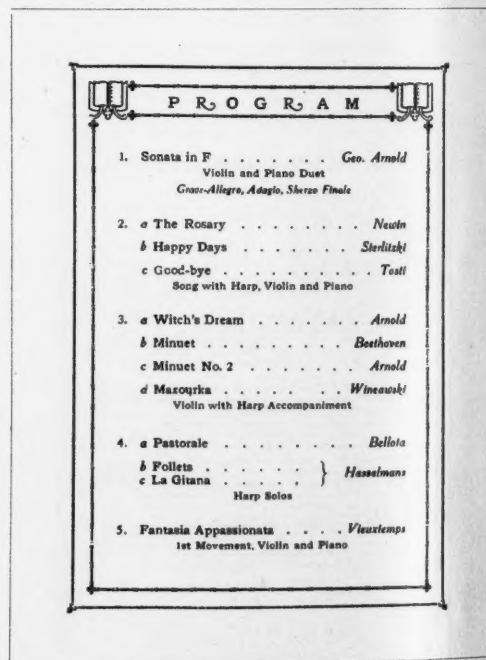 PROGRAM
1. Sonata in F . . . . . . . Geo. Arnold
Violin and Piano Duet
Grave-Allegro, Adagio, Sherzo Finale
2. a The Rosary . . . . . . . . Newin
b Happy Days . . . . . . . Sterlitzki
c Good-bye . . . . . . . . . Tosti
Song with Harp, Violin and Piano
3. a Witch's Dream . . . . . . Arnold
b Minuet . . . . . . . . . Beethoven
c Minuet No. 2 . . . . . . . Arnold
d Mazourka . . . . . . . Wineawski
Violin with Harp Accompaniment
4. a Pastorale . . . . . . . . Bellota
b Follets . . . . . .
c La Gitana . . . . . } Hasselmans
Harp Solos
5. Fantasia Appassionata . . . . Vieuxtemps
1st Movement, Violin and Piano